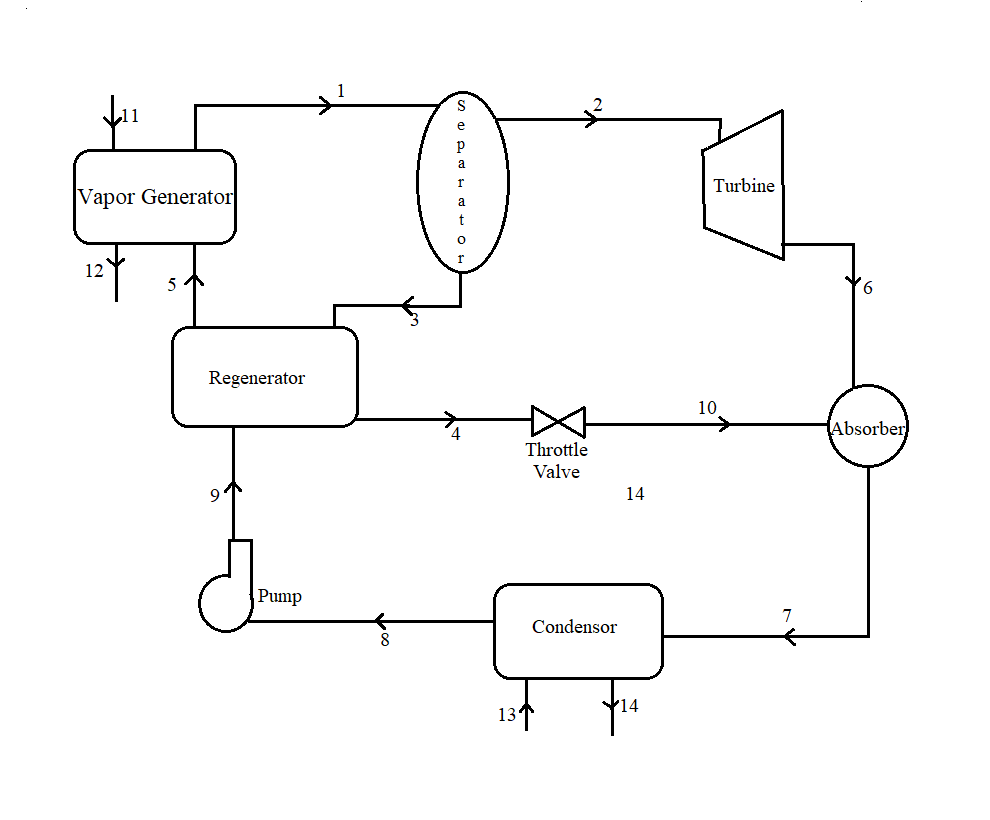 1
11
Separator
2
Vapor Generator
Turbine
12
5
6
3
Regenerator
10
4
Absorber
Throttle
Valve
9
14
Pump
7
Condensor
8
13
14